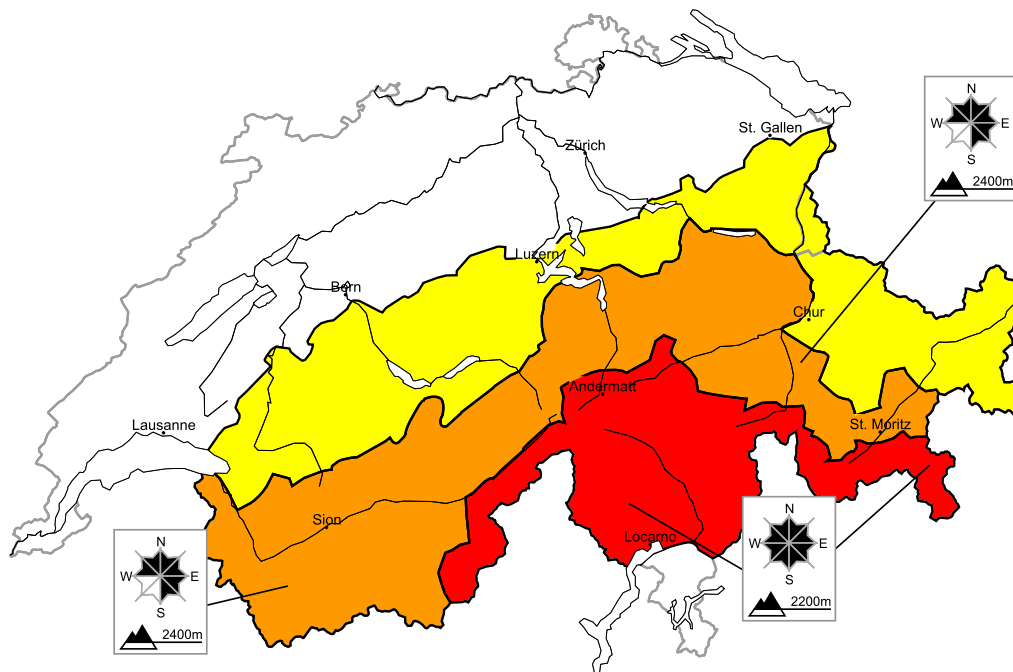 N
W E
S
2400m
St. Gallen
Zürich
Luzern
Bern
Chur
Andermatt
St. Moritz
Lausanne
Sion
Locarno
N
W E
S
2200m
N
W E
S
2400m